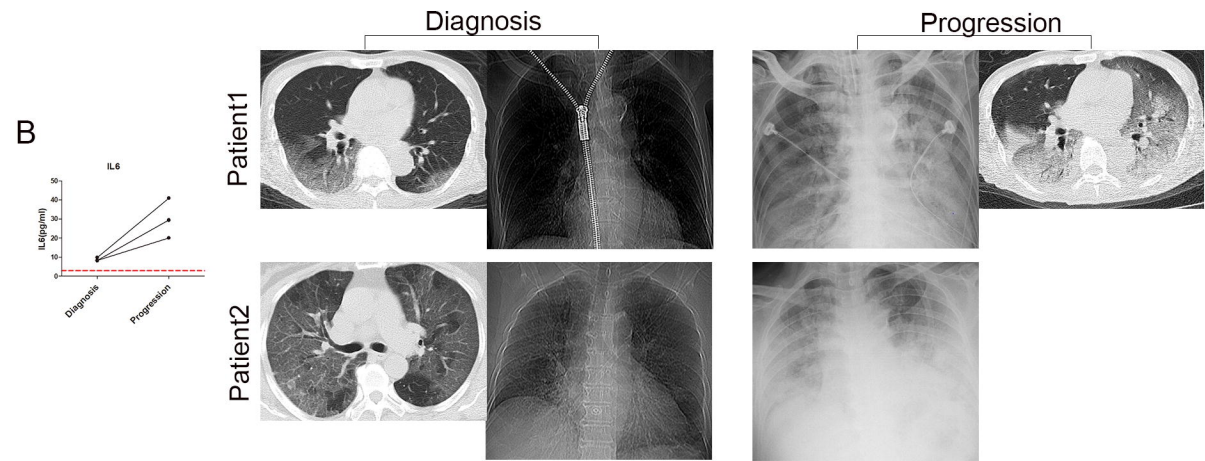 Diagnosis
Progression
Patient1
B
IL6
IL6(pg/ml)
50
40
30
20
10
0
Diagnosis
Progression
Patient2